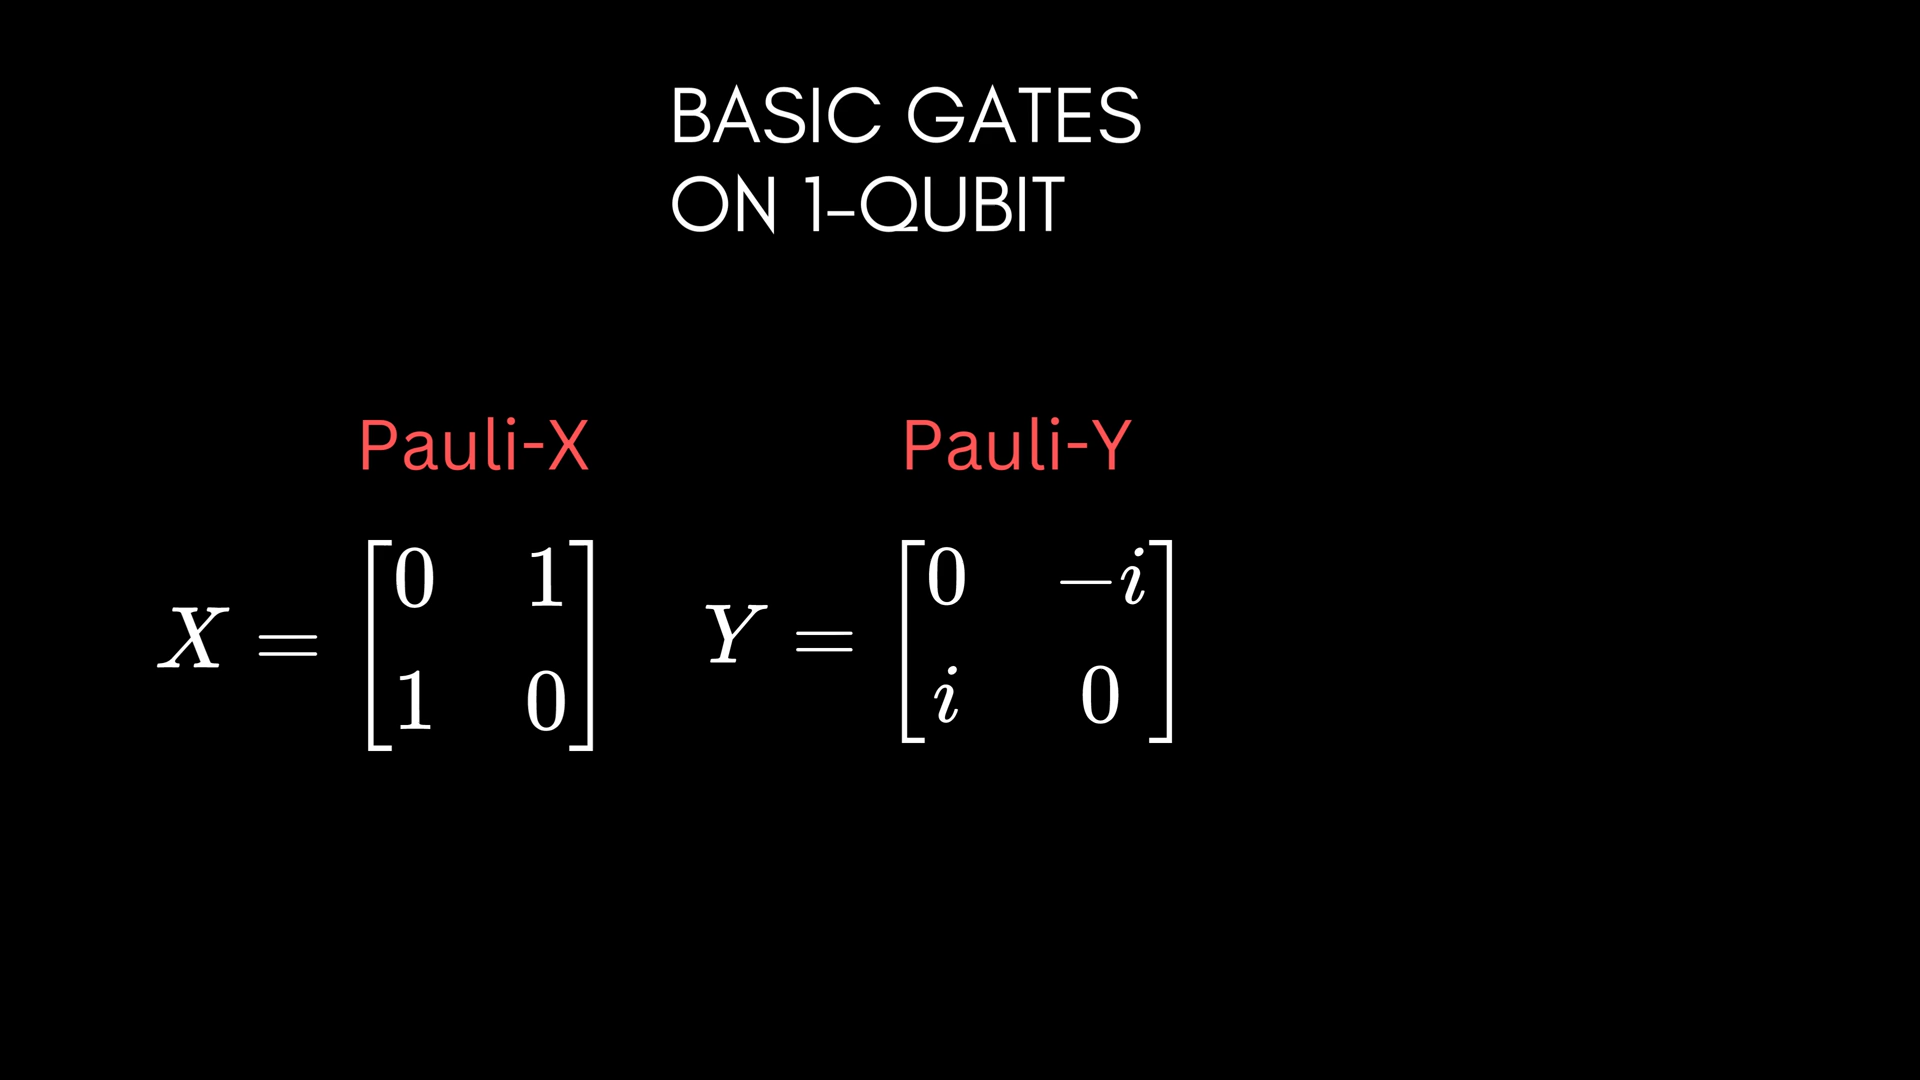 BASIC GATES
ON 1-QUBIT
Pauli-X
Pauli-Y
X = [0 1
1 0]
Y = [0 −i
i 0]